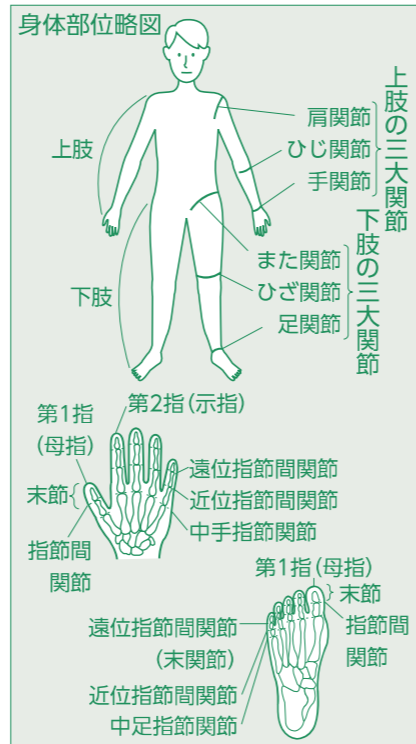 身体部位略図
上肢
肩関節
ひじ関節
手関節
上肢の三大関節
下肢
また関節
ひざ関節
足関節
下肢の三大関節
第2指(示指)
第1指
(母指)
末節
指節間
関節
遠位指節間関節
近位指節間関節
中手指節関節
第1指(母指)
末節
指節間
関節
遠位指節間関節
(末関節)
近位指節間関節
中足指節関節